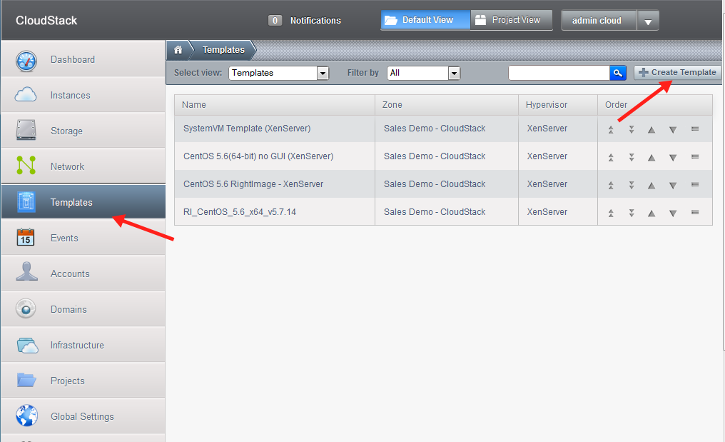 CloudStack
0 Notifications
Default View
Project View
admin cloud
Dashboard
Instances
Storage
Network
Templates
Events
15
Accounts
Domains
Infrastructure
Projects
Global Settings
Templates
Select view: Templates
Filter by All
Create Template
Name Zone Hypervisor Order
SystemVM Template (XenServer) Sales Demo - CloudStack XenServer
CentOS 5.6(64-bit) no GUI (XenServer) Sales Demo - CloudStack XenServer
CentOS 5.6 RightImage - XenServer Sales Demo - CloudStack XenServer
RI_CentOS_5.6_x64_v5.7.14 Sales Demo - CloudStack XenServer